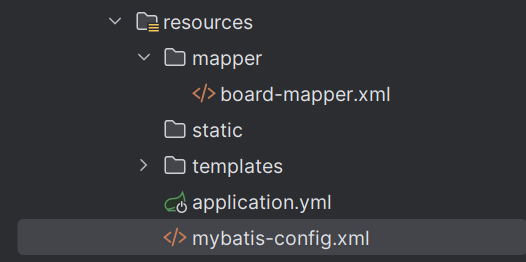 resources
mapper
board-mapper.xml
static
templates
application.yml
mybatis-config.xml